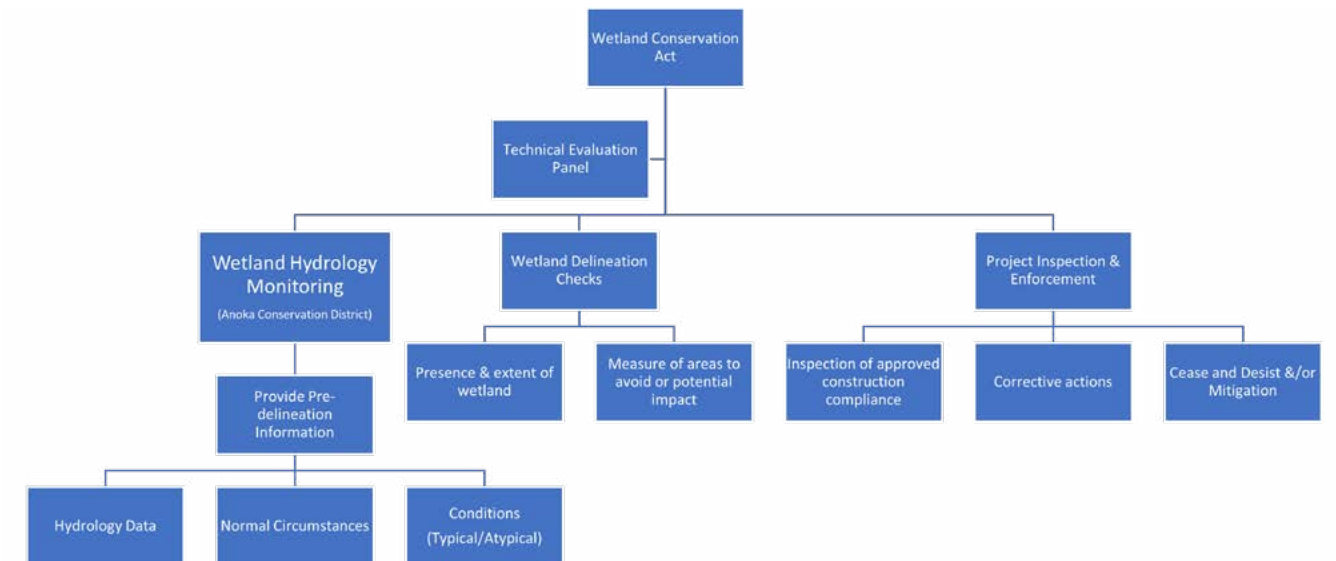 Wetland Conservation
Act
Technical Evaluation
Panel
Wetland Hydrology
Monitoring
(Anoka Conservation District)
Wetland Delineation
Checks
Project Inspection &
Enforcement
Provide Pre-
delineation
Information
Presence & extent of
wetland
Measure of areas to
avoid or potential
impact
Inspection of approved
construction
compliance
Corrective actions
Cease and Desist &/or
Mitigation
Hydrology Data
Normal Circumstances
Conditions
(Typical/Atypical)